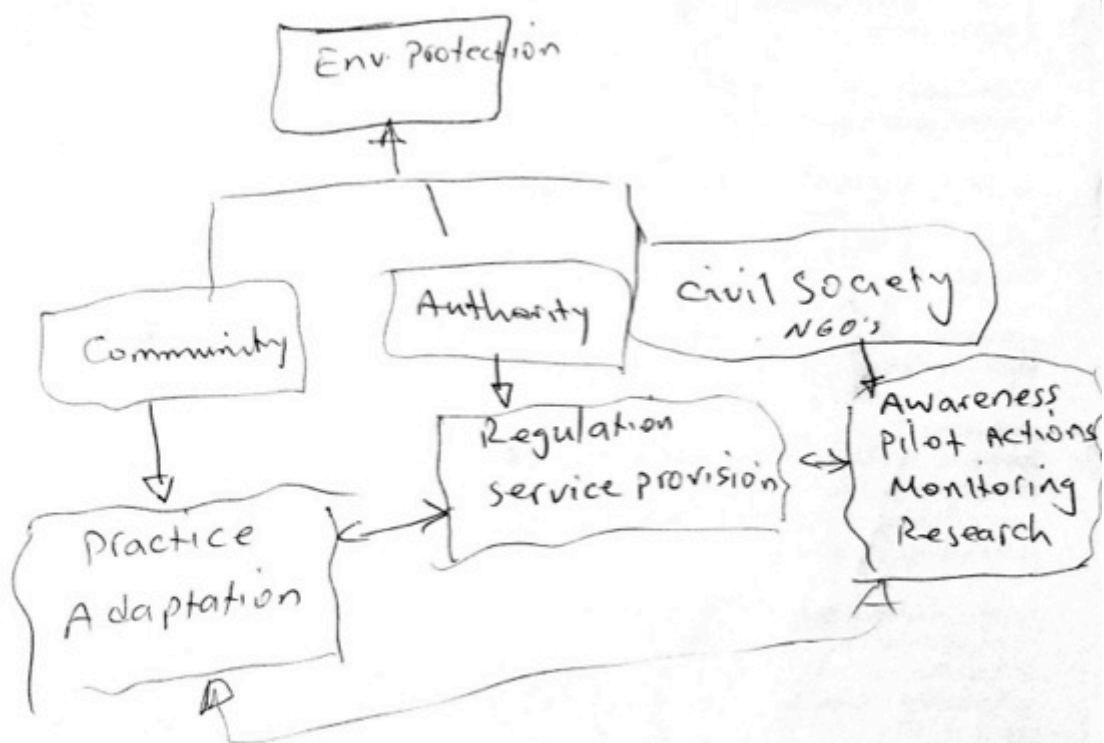 Env. Protection
Community
Authority
Civil Society
NGO's
Practice
Adaptation
Regulation
service provision
Awareness
Pilot Actions
Monitoring
Research